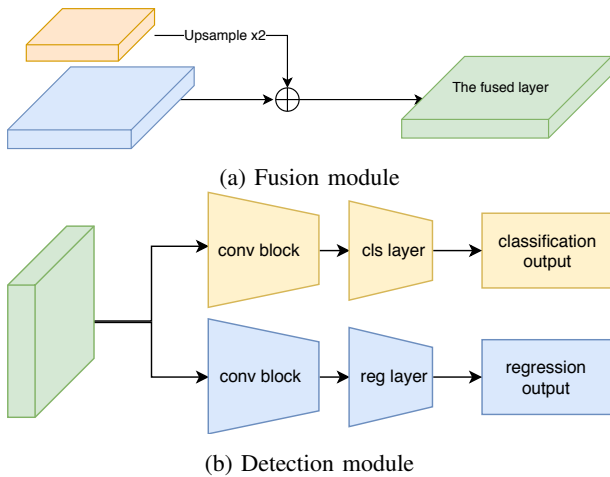 Upsample x2
The fused layer
(a) Fusion module
conv block
cls layer
classification
output
conv block
reg layer
regression
output
(b) Detection module